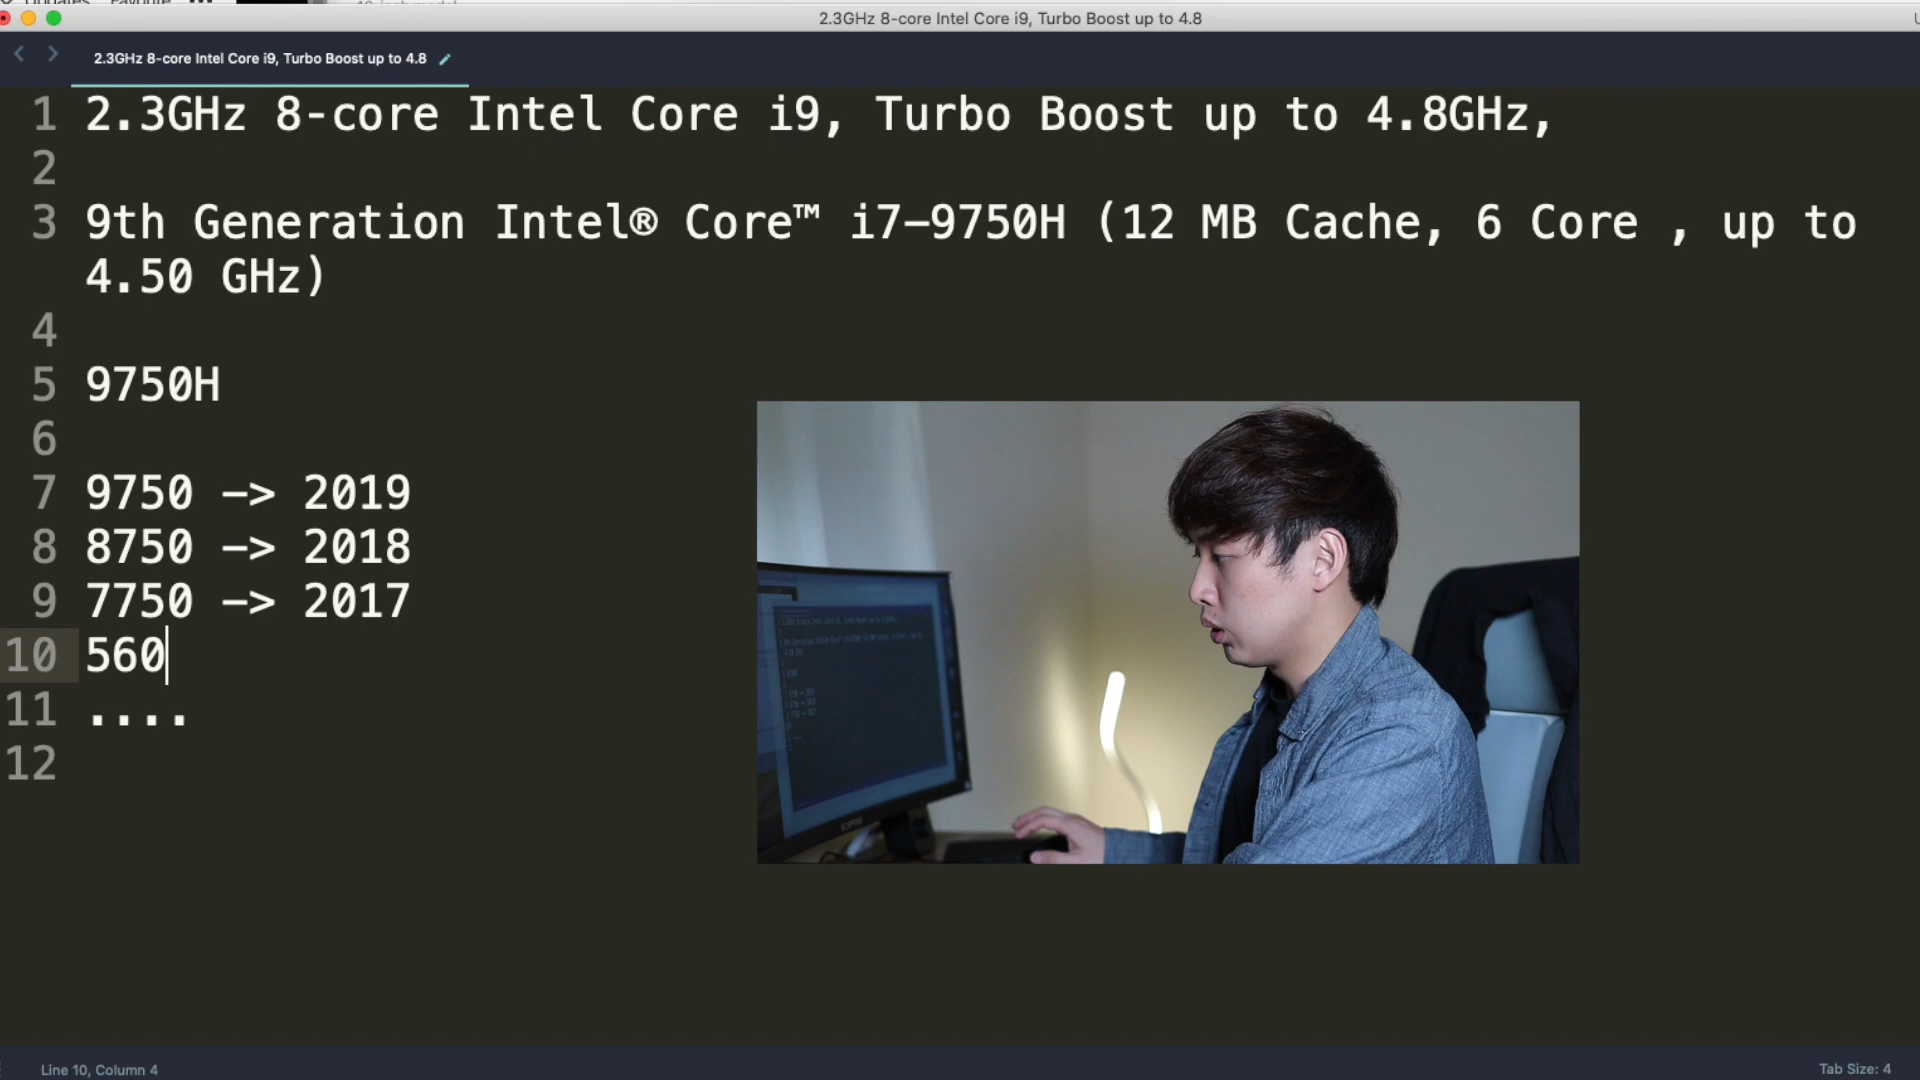 2.3GHz 8-core Intel Core i9, Turbo Boost up to 4.8
2.3GHz 8-core Intel Core i9, Turbo Boost up to 4.8
1 2.3GHz 8-core Intel Core i9, Turbo Boost up to 4.8GHz,
2
3 9th Generation Intel® Core™ i7-9750H (12 MB Cache, 6 Core , up to
4.50 GHz)
4
5 9750H
6
7 9750 -> 2019
8 8750 -> 2018
9 7750 -> 2017
10 560
11 ....
12
Line 10, Column 4
Tab Size: 4